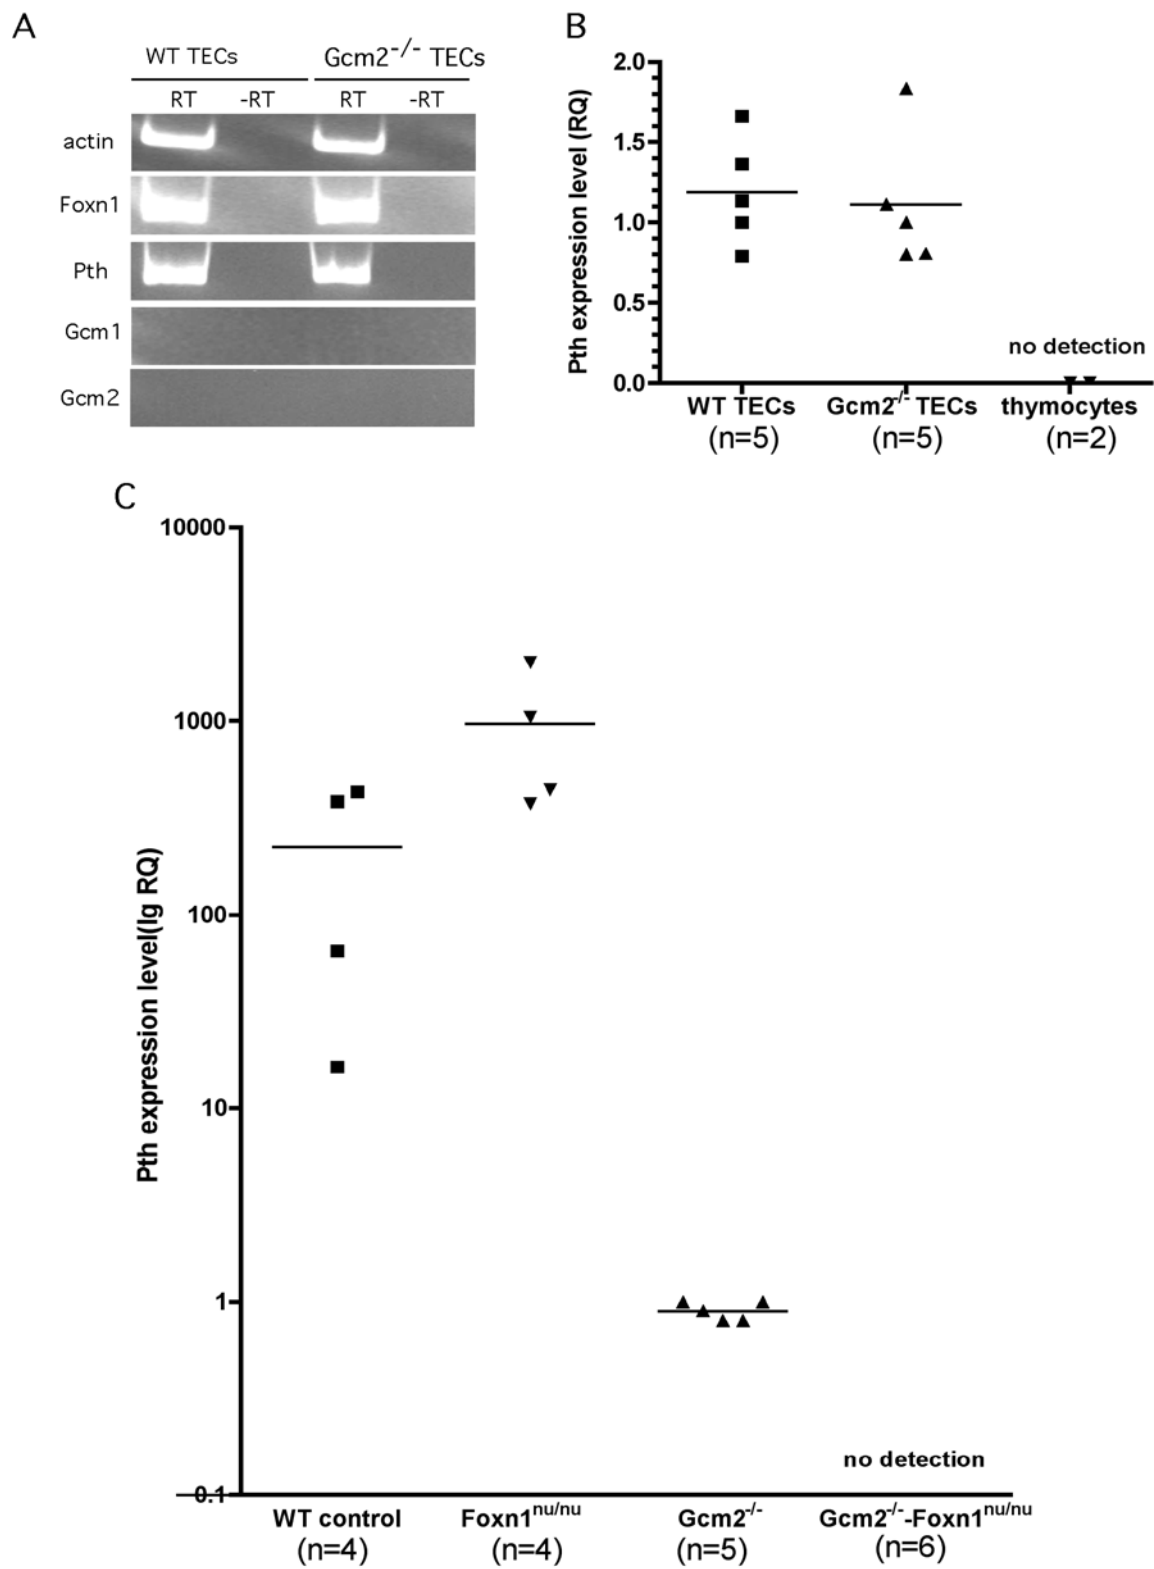 A
WT TECs
Gcm2-/- TECs
RT
-RT
RT
-RT
actin
Foxn1
Pth
Gcm1
Gcm2
B
Pth expression level (RQ)
2.0
1.5
1.0
0.5
0.0
no detection
WT TECs
Gcm2-/- TECs
thymocytes
(n=5)
(n=5)
(n=2)
C
Pth expression level(lg RQ)
10000
1000
100
10
1
0.1
no detection
WT control
Foxn1nu/nu
Gcm2-/-
Gcm2-/--Foxn1nu/nu
(n=4)
(n=4)
(n=5)
(n=6)